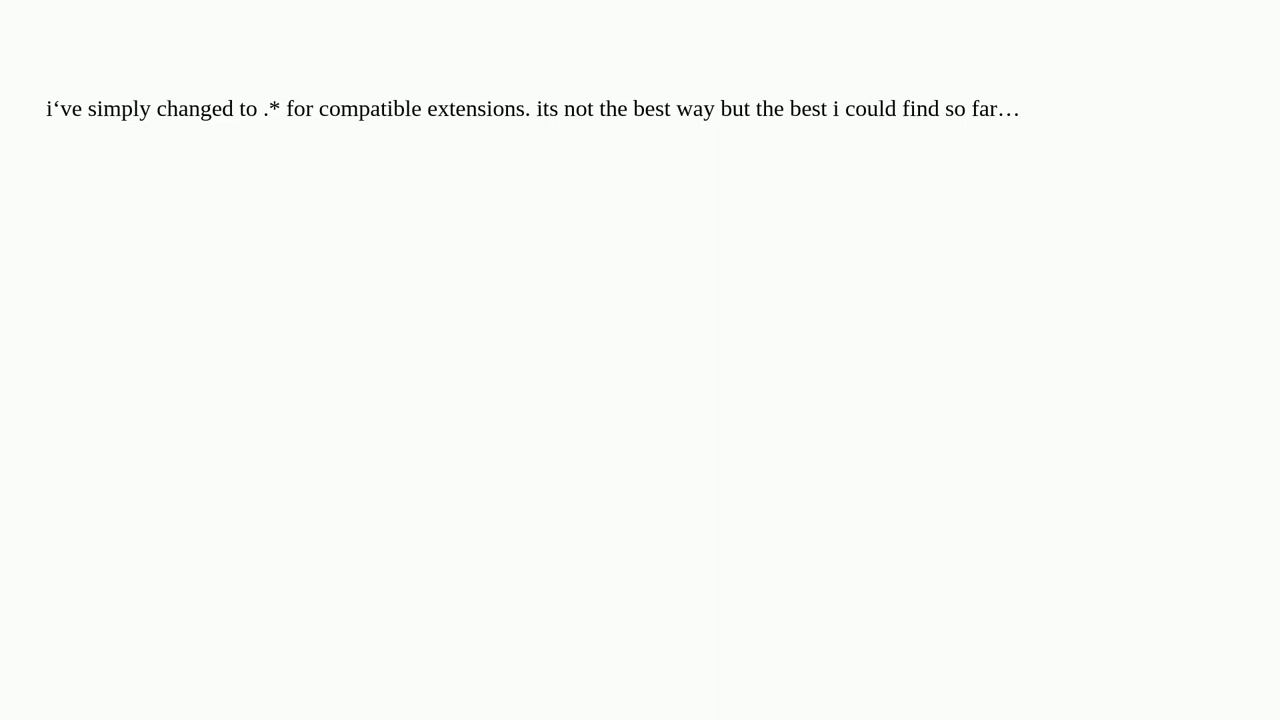 i‘ve simply changed to .* for compatible extensions. its not the best way but the best i could find so far…